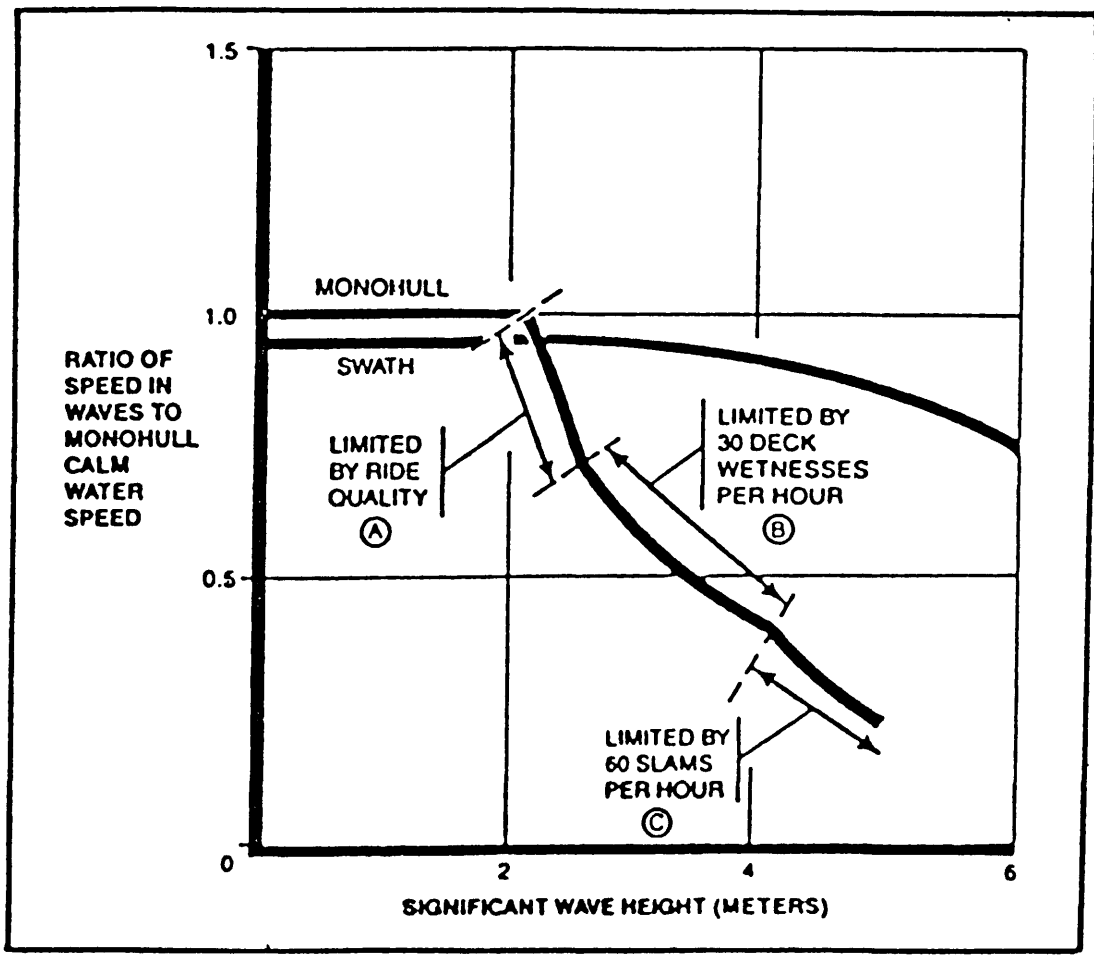 1.5
MONOHULL
1.0
SWATH
RATIO OF
SPEED IN
WAVES TO
MONOHULL
CALM
WATER
SPEED
LIMITED
BY RIDE
QUALITY
A
LIMITED BY
30 DECK
WETNESSES
PER HOUR
B
0.5
LIMITED BY
60 SLAMS
PER HOUR
C
0
2
4
6
SIGNIFICANT WAVE HEIGHT (METERS)